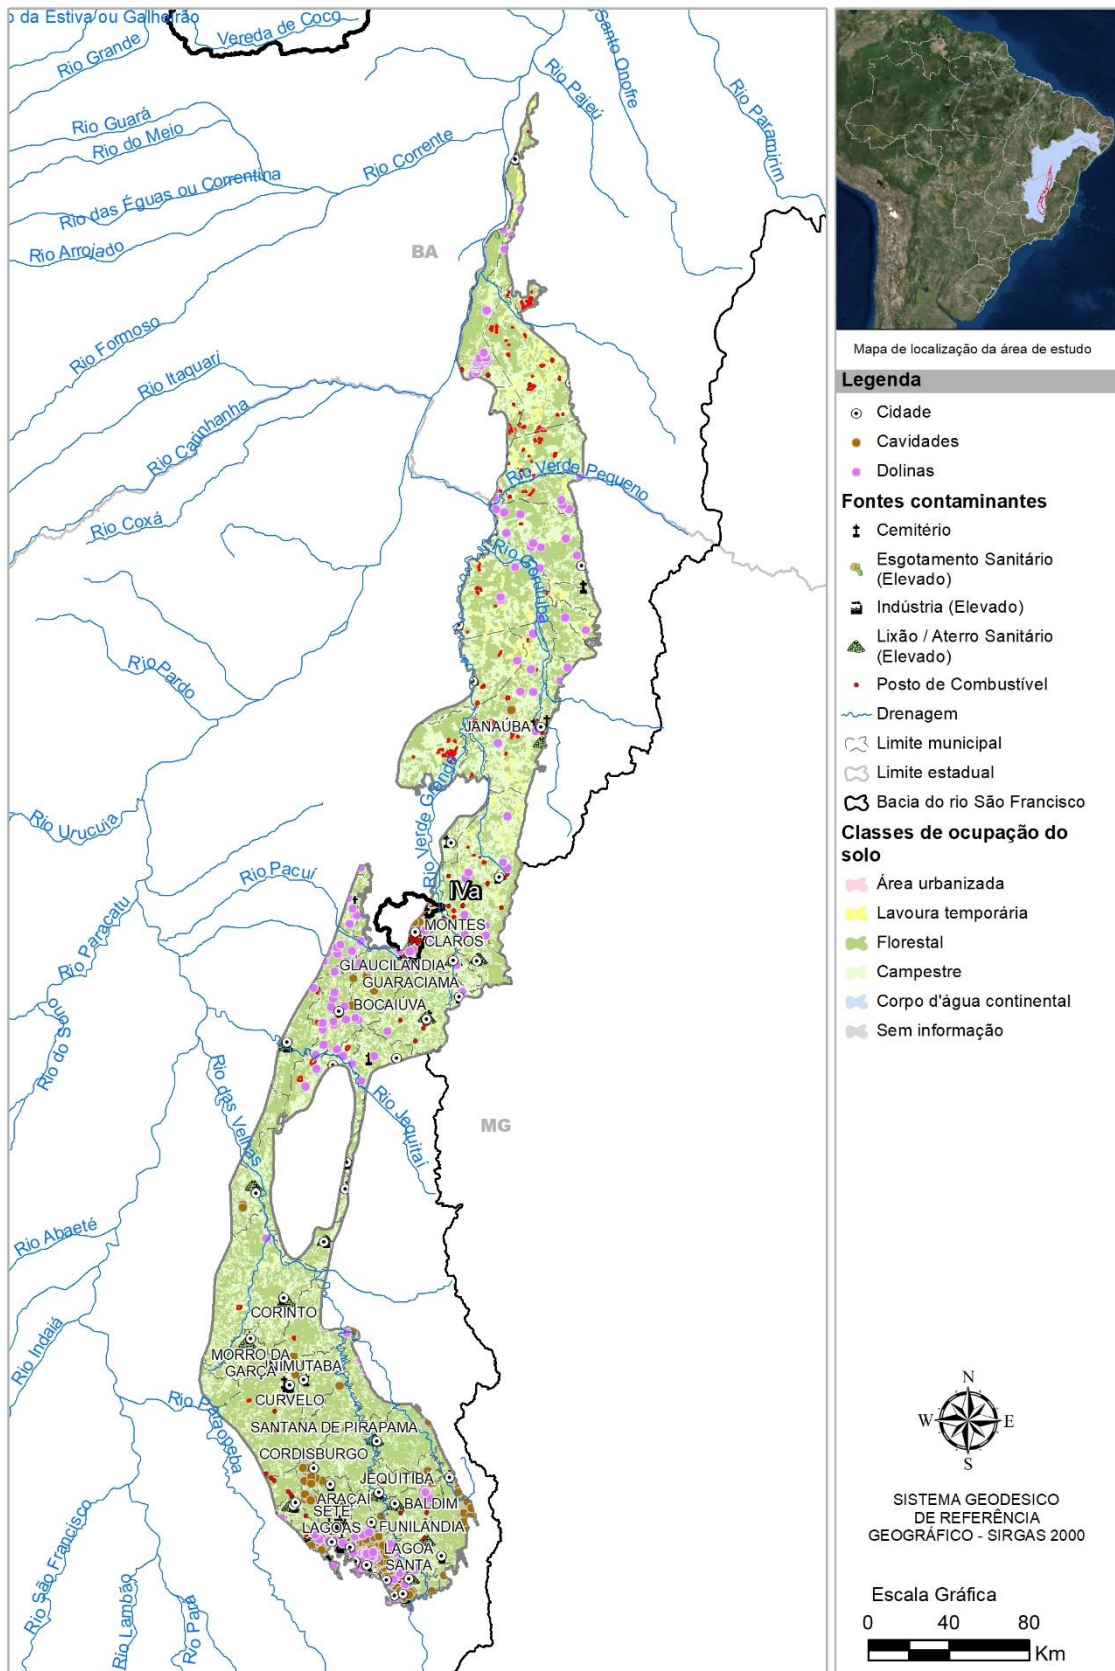 o da Estiva ou Galheirão
Rio Grande
Vereda de Coco
Santo Onofre
Rio Pajeú
Rio Paramirim
Rio Guará
Rio do Meio
Rio Corrente
Rio das Éguas ou Correntina
Rio Arrojado
BA
Rio Formoso
Rio Itaquari
Rio Carinhanha
Rio Verde Pequeno
Rio Coxá
Rio Gorutuba
Rio Pardo
JANAÚBA
Rio Verde Grande
Rio Urucuia
Rio Pacuí
IVa
Rio Paracatu
MONTES
CLAROS
GLAUCILÂNDIA
GUARACIAMA
BOCAIÚVA
Rio do Sono
Rio das Velhas
Rio Jequitaí
MG
Rio Abaeté
CORINTO
Rio Indaiá
MORRO DA
GARÇA
INIMUTABA
CURVELO
Rio Paraopeba
SANTANA DE PIRAPAMA
CORDISBURGO
JEQUITIBÁ
ARAÇAÍ
BALDIM
SETE
LAGOAS
FUNILÂNDIA
LAGOA
SANTA
Rio São Francisco
Rio Lambão
Rio Pará
Mapa de localização da área de estudo
Legenda
Cidade
Cavidades
Dolinas
Fontes contaminantes
Cemitério
Esgotamento Sanitário
(Elevado)
Indústria (Elevado)
Lixão / Aterro Sanitário
(Elevado)
Posto de Combustível
Drenagem
Limite municipal
Limite estadual
Bacia do rio São Francisco
Classes de ocupação do
solo
Área urbanizada
Lavoura temporária
Florestal
Campestre
Corpo d'água continental
Sem informação
N
W
E
S
SISTEMA GEODESICO
DE REFERÊNCIA
GEOGRÁFICO - SIRGAS 2000
Escala Gráfica
0 40 80
Km